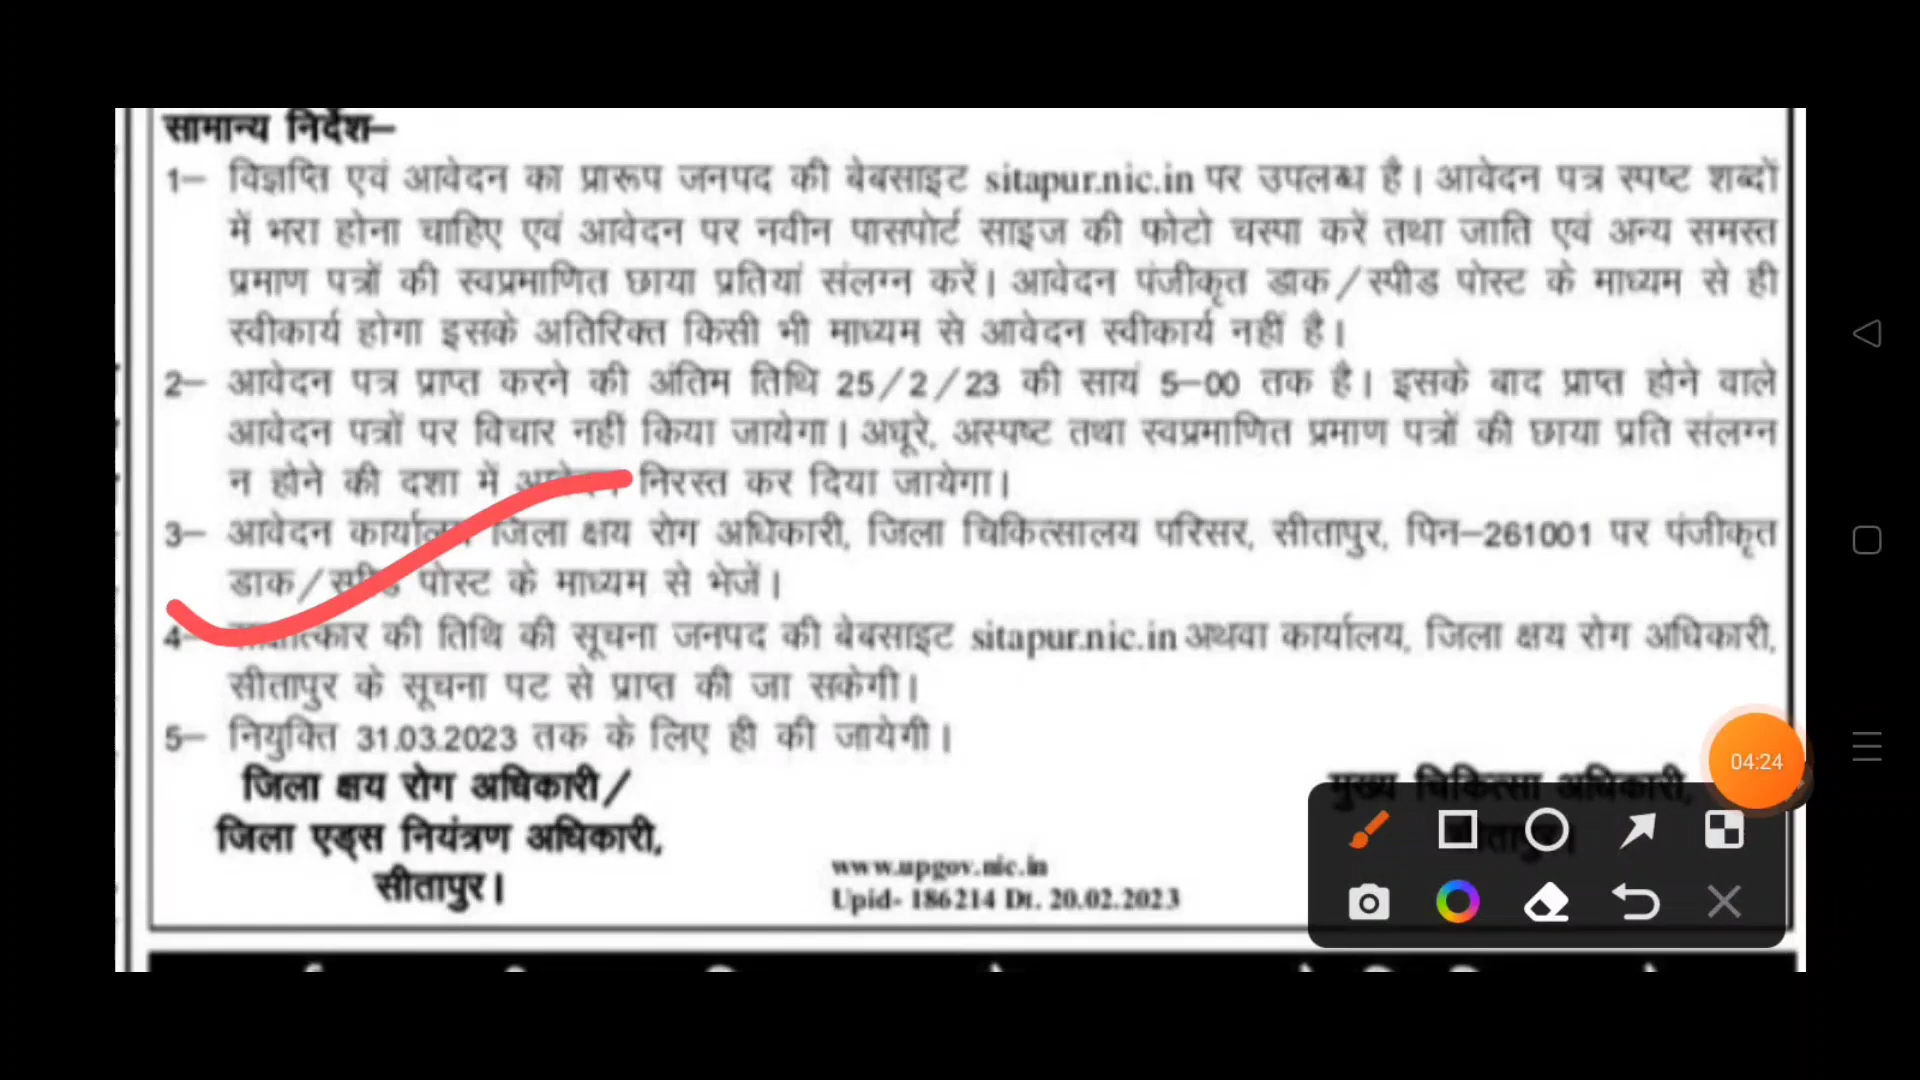 सामान्य निर्देश—
1— विज्ञप्ति एवं आवेदन का प्रारूप जनपद की बेबसाइट sitapur.nic.in पर उपलब्ध है। आवेदन पत्र स्पष्ट शब्दों
में भरा होना चाहिए एवं आवेदन पर नवीन पासपोर्ट साइज की फोटो चस्पा करें तथा जाति एवं अन्य समस्त
प्रमाण पत्रों की स्वप्रमाणित छाया प्रतियां संलग्न करें। आवेदन पंजीकृत डाक/स्पीड पोस्ट के माध्यम से ही
स्वीकार्य होगा इसके अतिरिक्त किसी भी माध्यम से आवेदन स्वीकार्य नहीं है।
2— आवेदन पत्र प्राप्त करने की अंतिम तिथि 25/2/23 की सायं 5—00 तक है। इसके बाद प्राप्त होने वाले
आवेदन पत्रों पर विचार नहीं किया जायेगा। अधूरे, अस्पष्ट तथा स्वप्रमाणित प्रमाण पत्रों की छाया प्रति संलग्न
न होने की दशा में आवेदन निरस्त कर दिया जायेगा।
3— आवेदन कार्यालय जिला क्षय रोग अधिकारी, जिला चिकित्सालय परिसर, सीतापुर, पिन—261001 पर पंजीकृत
डाक/स्पीड पोस्ट के माध्यम से भेजें।
4— साक्षात्कार की तिथि की सूचना जनपद की बेबसाइट sitapur.nic.in अथवा कार्यालय, जिला क्षय रोग अधिकारी,
सीतापुर के सूचना पट से प्राप्त की जा सकेगी।
5— नियुक्ति 31.03.2023 तक के लिए ही की जायेगी।
जिला क्षय रोग अधिकारी/
जिला एड्स नियंत्रण अधिकारी,
सीतापुर।
मुख्य चिकित्सा अधिकारी,
सीतापुर।
www.upgov.nic.in
Upid- 186214 Dt. 20.02.2023
04:24